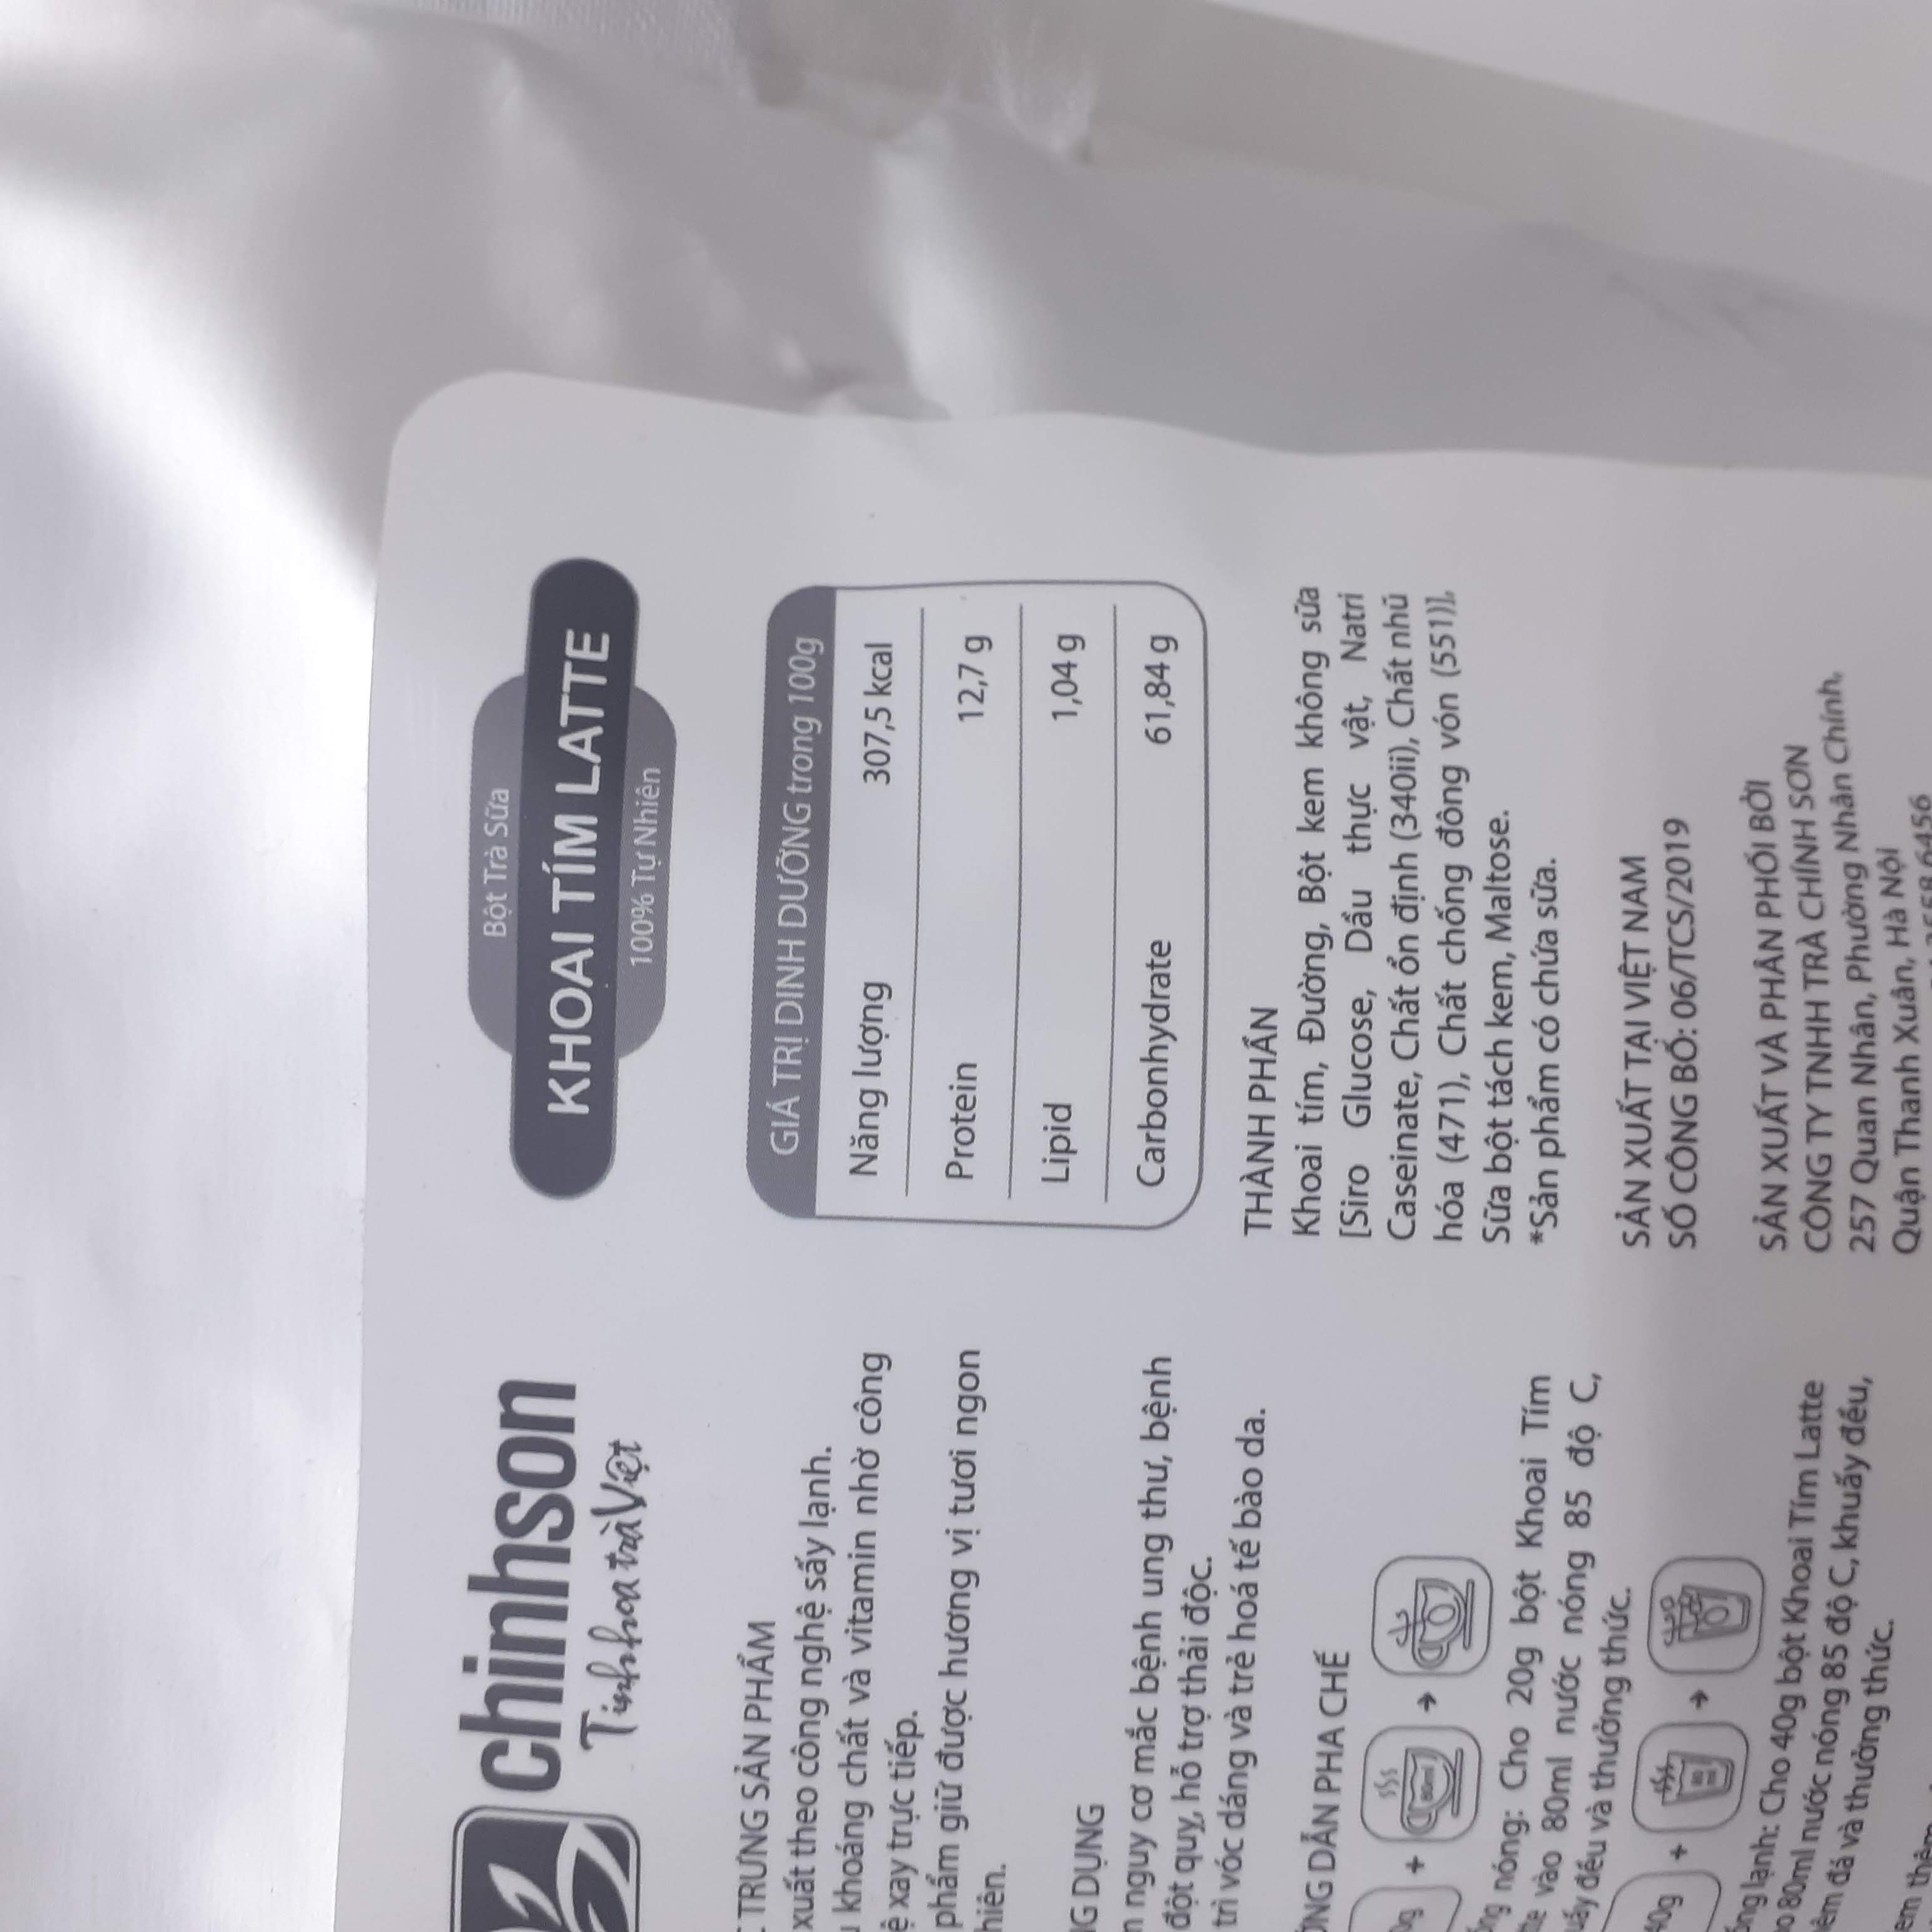 chinhson
Tinh hoa trà Việt
TRƯNG SẢN PHẨM
xuất theo công nghệ sấy lạnh.
khoáng chất và vitamin nhờ công
xay trực tiếp.
phẩm giữ được hương vị tươi ngon
DỤNG
nguy cơ mắc bệnh ung thư, bệnh
đột quỵ, hỗ trợ thải độc.
trì vóc dáng và trẻ hoá tế bào da.
DẪN PHA CHẾ
+ →
nóng: Cho 20g bột Khoai Tím
vào 80ml nước nóng 85 độ C,
đều và thưởng thức.
+ →
lạnh: Cho 40g bột Khoai Tím Latte
80ml nước nóng 85 độ C, khuấy đều,
đá và thưởng thức.
Bột Trà Sữa
KHOAI TÍM LATTE
100% Tự Nhiên
GIÁ TRỊ DINH DƯỠNG trong 100g
Năng lượng 307,5 kcal
Protein 12,7 g
Lipid 1,04 g
Carbonhydrate 61,84 g
THÀNH PHẦN
Khoai tím, Đường, Bột kem không sữa
[Siro Glucose, Dầu thực vật, Natri
Caseinate, Chất ổn định (340ii), Chất nhũ
hóa (471), Chất chống đông vón (551)],
Sữa bột tách kem, Maltose.
*Sản phẩm có chứa sữa.
SẢN XUẤT TẠI VIỆT NAM
SỐ CÔNG BỐ: 06/TCS/2019
SẢN XUẤT VÀ PHÂN PHỐI BỞI
CÔNG TY TNHH TRÀ CHÍNH SƠN
257 Quan Nhân, Phường Nhân Chính,
Quận Thanh Xuân, Hà Nội
6456